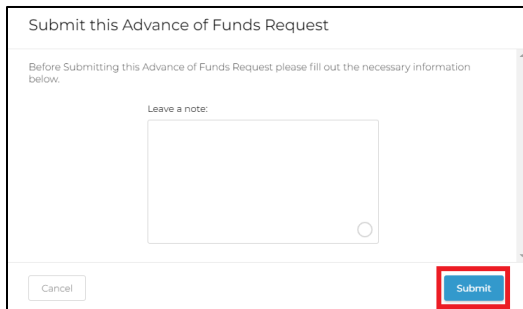 Submit this Advance of Funds Request
Before Submitting this Advance of Funds Request please fill out the necessary information
below.
Leave a note:
Cancel
Submit